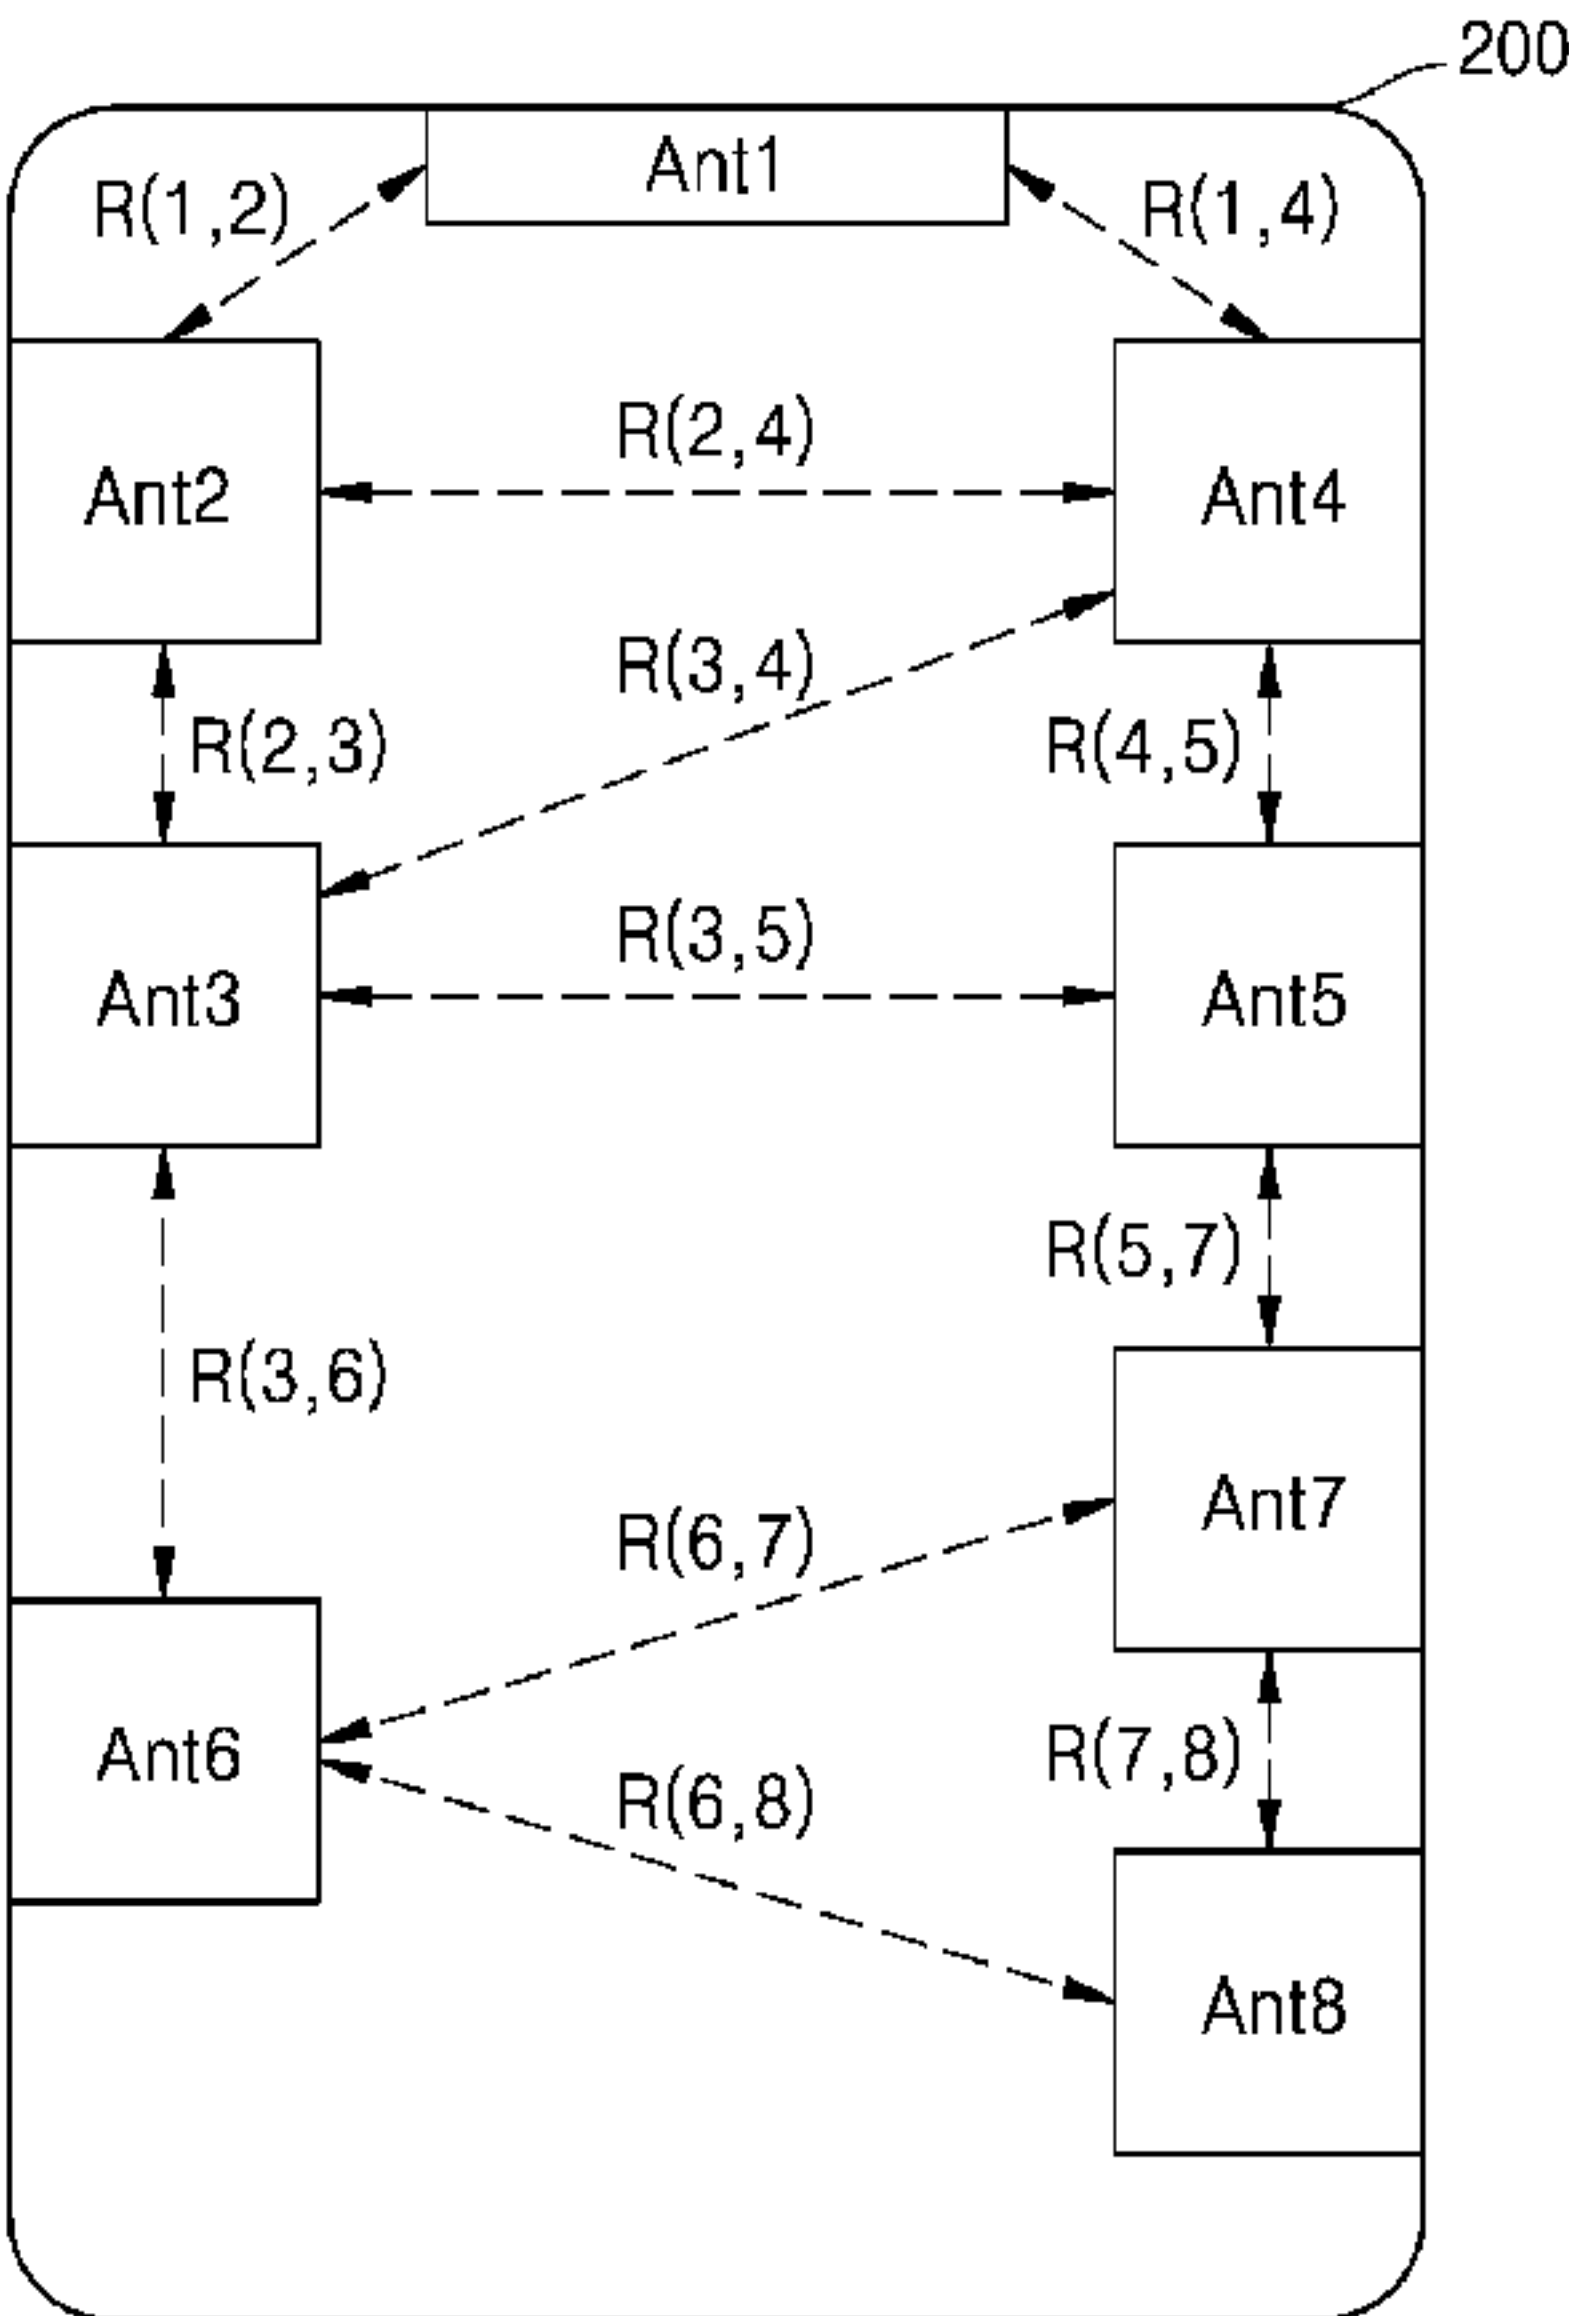 200
Ant1
R(1,2)
R(1,4)
R(2,4)
Ant2
Ant4
R(3,4)
R(2,3)
R(4,5)
R(3,5)
Ant3
Ant5
R(5,7)
R(3,6)
Ant7
R(6,7)
Ant6
R(7,8)
R(6,8)
Ant8